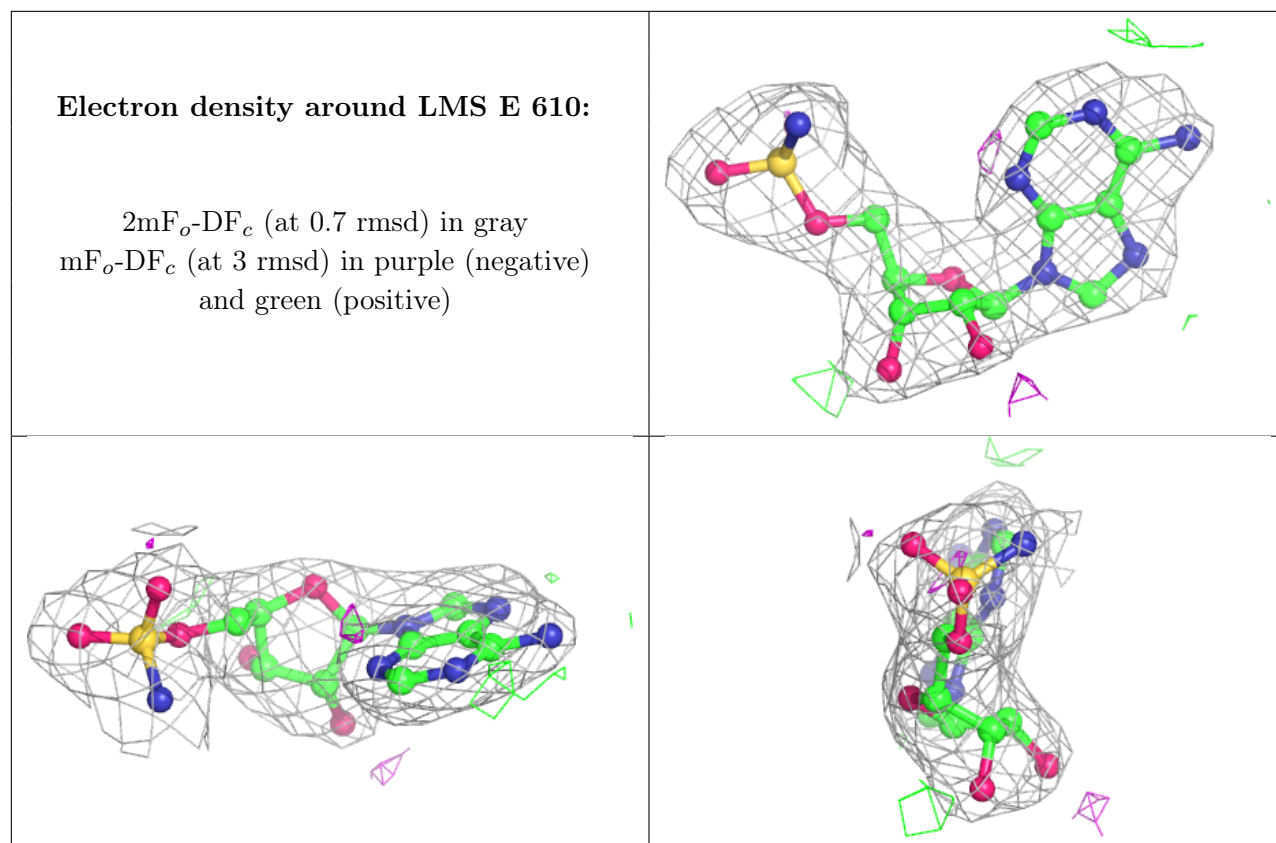 Electron density around LMS E 610:
2mFo-DFc (at 0.7 rmsd) in gray
mFo-DFc (at 3 rmsd) in purple (negative)
and green (positive)